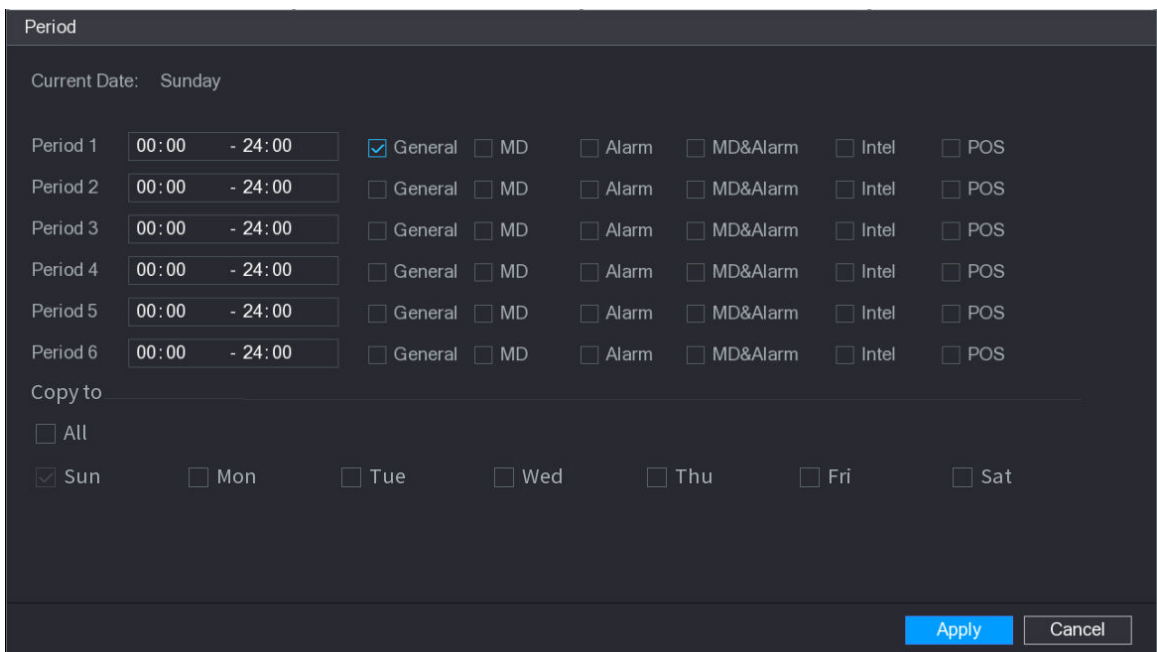 Period
Current Date: Sunday
Period 1 00:00 - 24:00 General MD Alarm MD&Alarm Intel POS
Period 2 00:00 - 24:00 General MD Alarm MD&Alarm Intel POS
Period 3 00:00 - 24:00 General MD Alarm MD&Alarm Intel POS
Period 4 00:00 - 24:00 General MD Alarm MD&Alarm Intel POS
Period 5 00:00 - 24:00 General MD Alarm MD&Alarm Intel POS
Period 6 00:00 - 24:00 General MD Alarm MD&Alarm Intel POS
Copy to
All
Sun Mon Tue Wed Thu Fri Sat
Apply Cancel